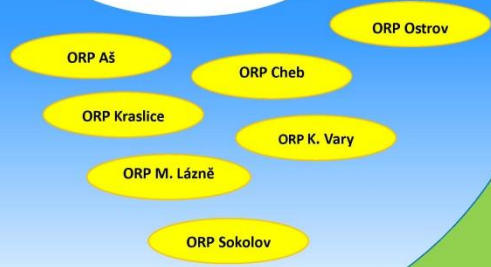 ORP Ostrov
ORP Aš
ORP Cheb
ORP Kraslice
ORP K. Vary
ORP M. Lázně
ORP Sokolov